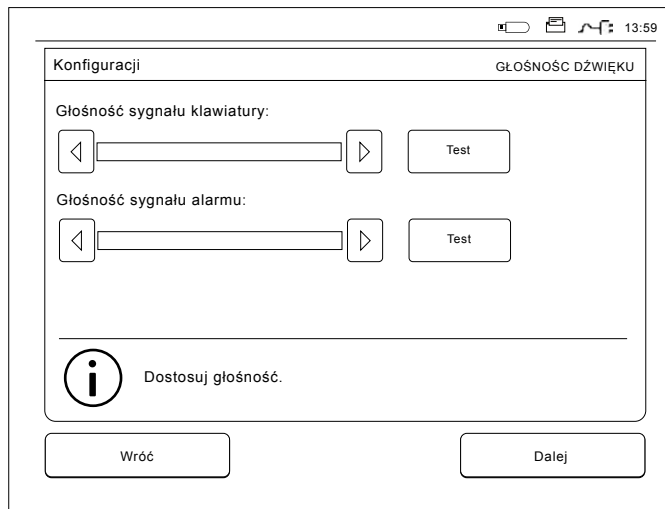 13:59
Konfiguracji GŁOŚNOŚC DŹWIĘKU
Głośność sygnału klawiatury:
Test
Głośność sygnału alarmu:
Test
Dostosuj głośność.
Wróć Dalej